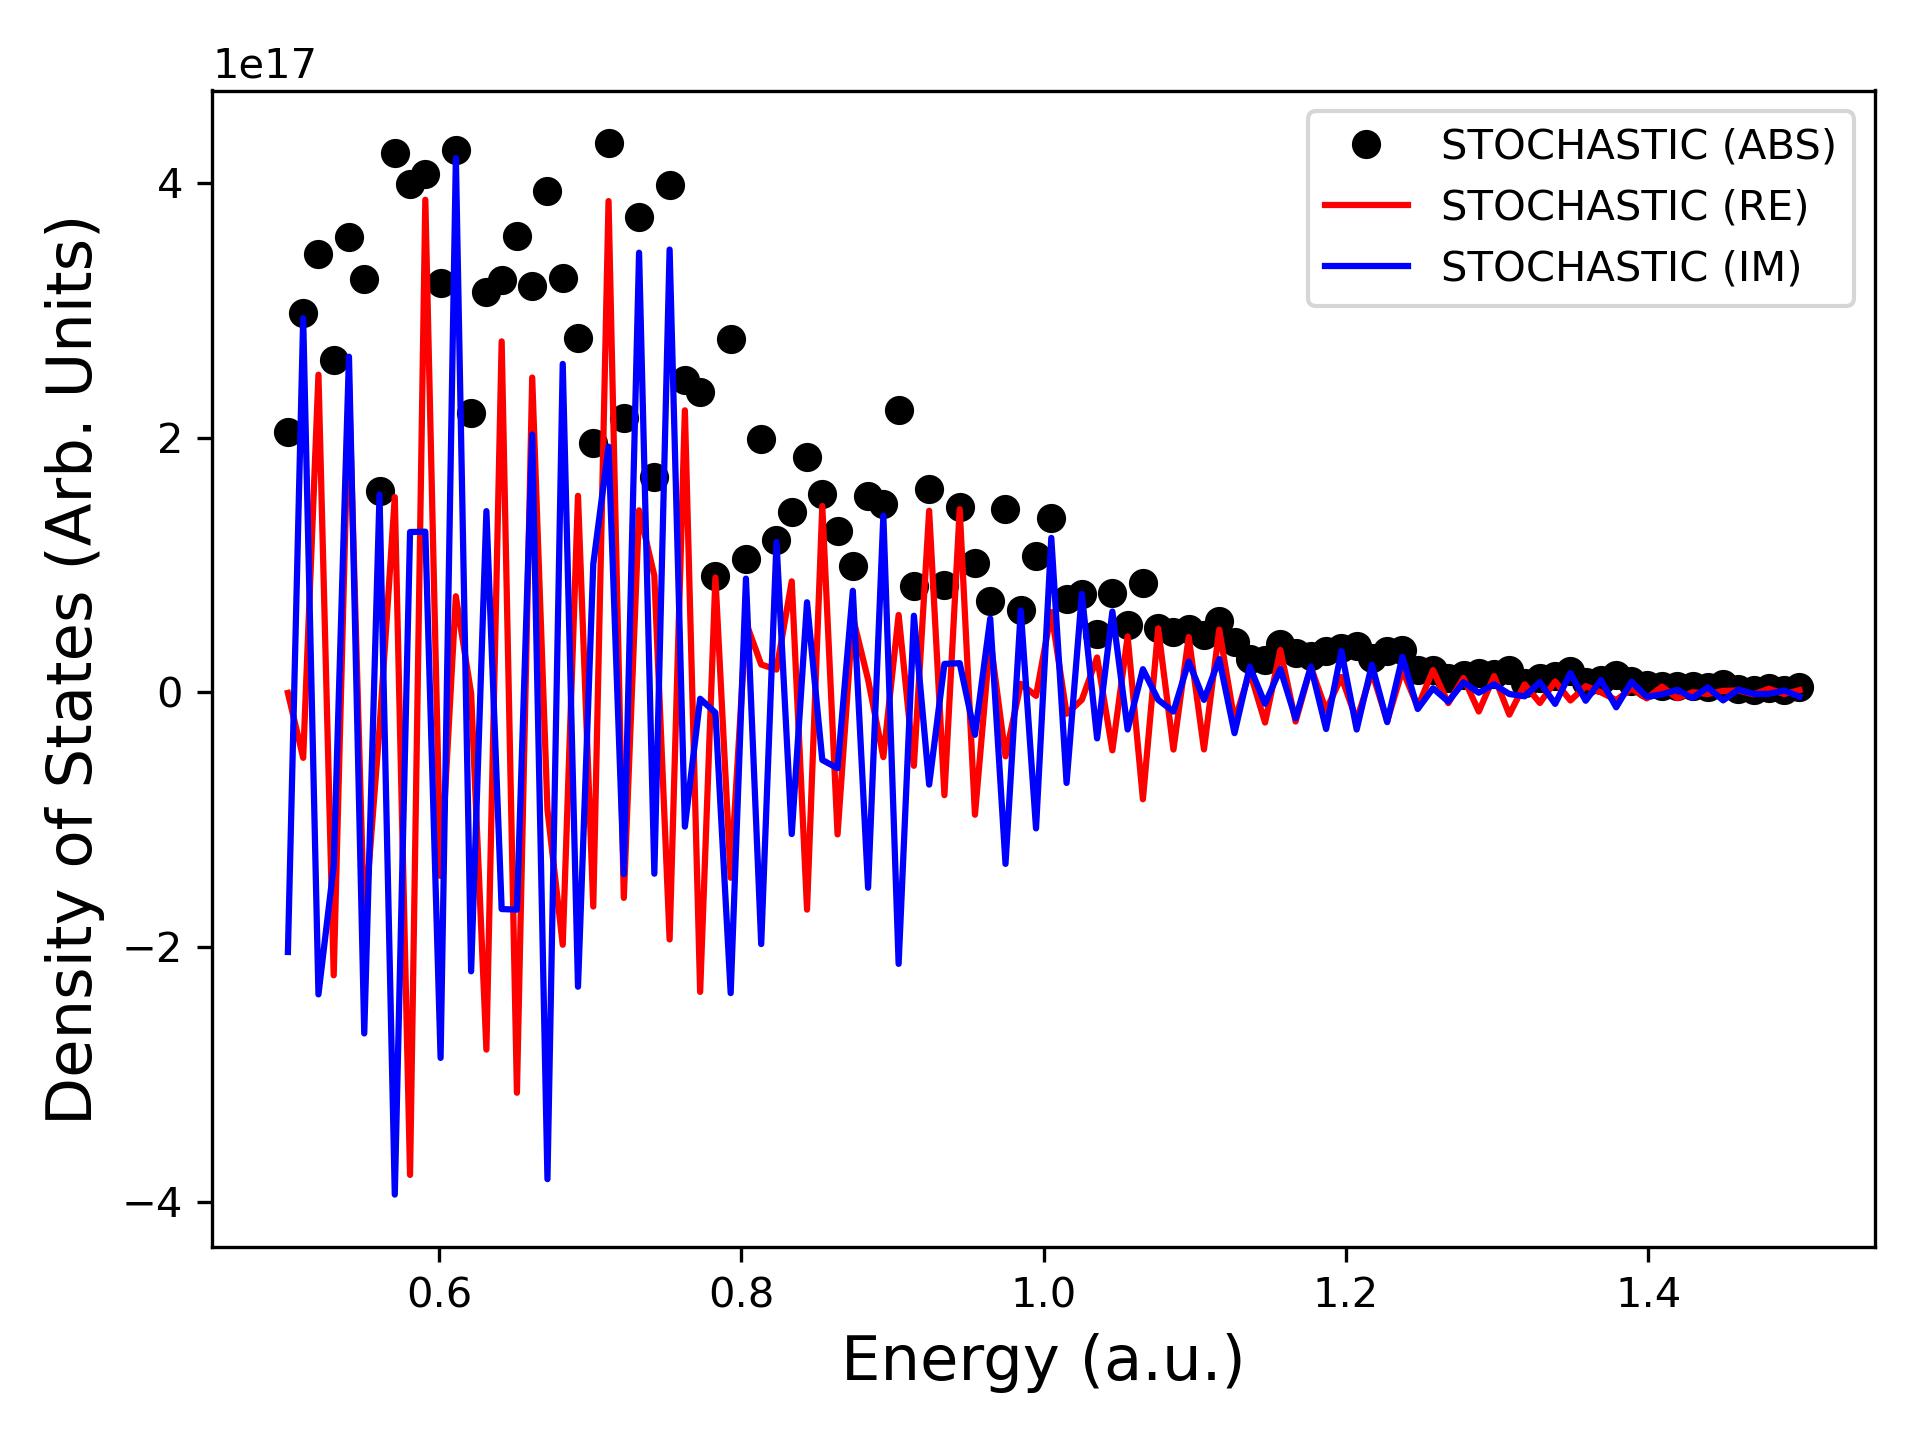 1e17
STOCHASTIC (ABS)
STOCHASTIC (RE)
STOCHASTIC (IM)
4
2
0
−2
−4
Density of States (Arb. Units)
0.6 0.8 1.0 1.2 1.4
Energy (a.u.)